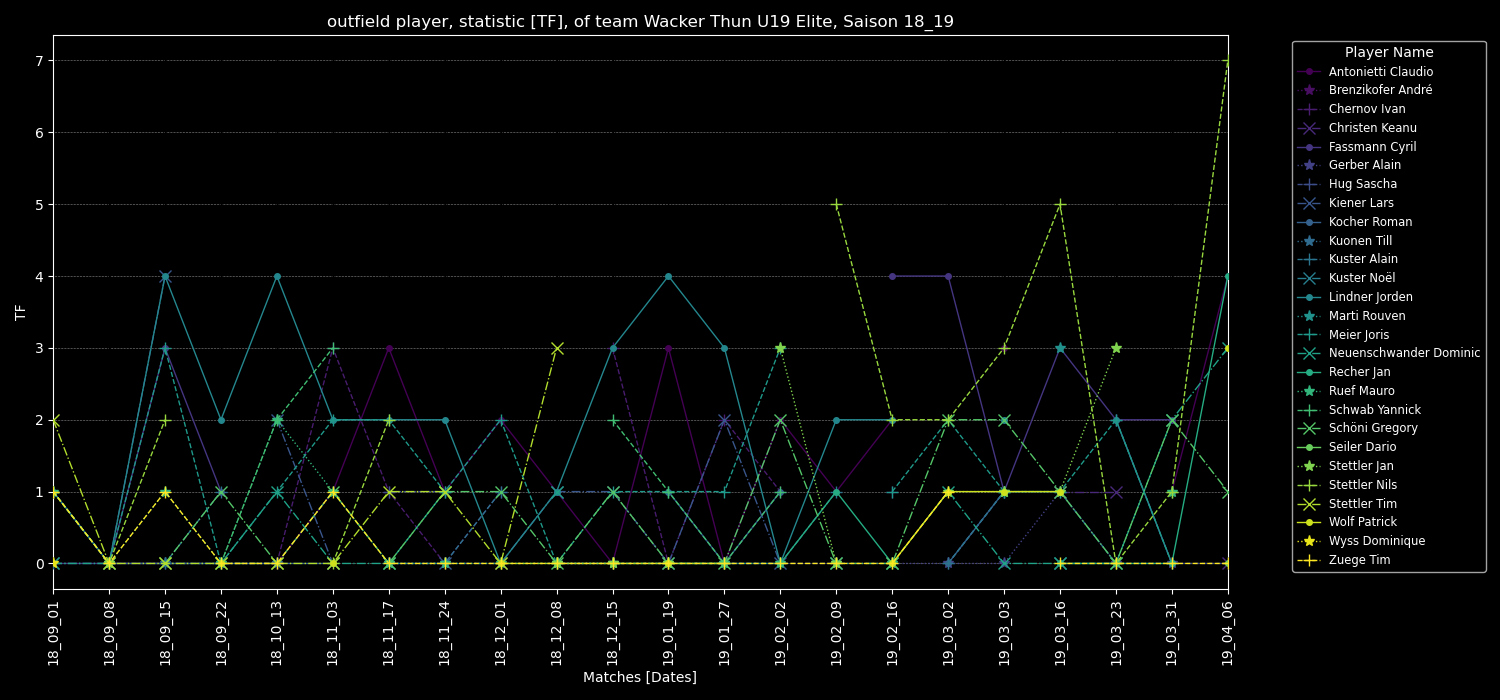 outfield player, statistic [TF], of team Wacker Thun U19 Elite, Saison 18_19
7
6
5
4
3
2
1
0
TF
18_09_01
18_09_08
18_09_15
18_09_22
18_10_13
18_11_03
18_11_17
18_11_24
18_12_01
18_12_08
18_12_15
19_01_19
19_01_27
19_02_02
19_02_09
19_02_16
19_03_02
19_03_03
19_03_16
19_03_23
19_03_31
19_04_06
Matches [Dates]
Player Name
Antonietti Claudio
Brenzikofer André
Chernov Ivan
Christen Keanu
Fassmann Cyril
Gerber Alain
Hug Sascha
Kiener Lars
Kocher Roman
Kuonen Till
Kuster Alain
Kuster Noël
Lindner Jorden
Marti Rouven
Meier Joris
Neuenschwander Dominic
Recher Jan
Ruef Mauro
Schwab Yannick
Schöni Gregory
Seiler Dario
Stettler Jan
Stettler Nils
Stettler Tim
Wolf Patrick
Wyss Dominique
Zuege Tim